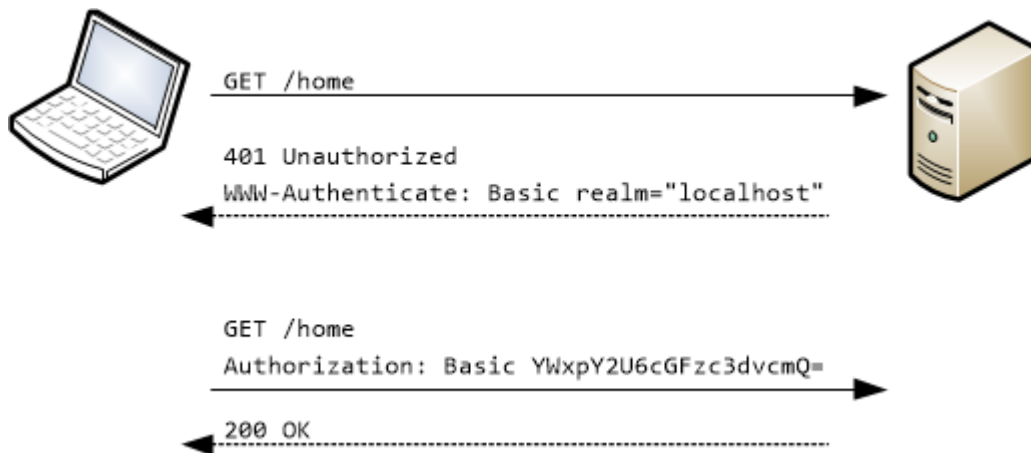 GET /home
401 Unauthorized
WWW-Authenticate: Basic realm="localhost"
GET /home
Authorization: Basic YWxpY2U6cGFzc3dvcmQ=
200 OK